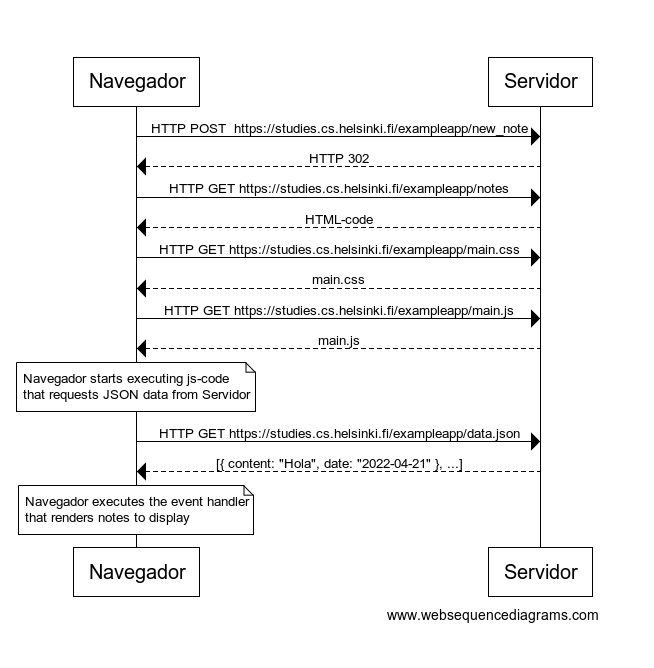 Navegador
Servidor
HTTP POST  https://studies.cs.helsinki.fi/exampleapp/new_note
HTTP 302
HTTP GET https://studies.cs.helsinki.fi/exampleapp/notes
HTML-code
HTTP GET https://studies.cs.helsinki.fi/exampleapp/main.css
main.css
HTTP GET https://studies.cs.helsinki.fi/exampleapp/main.js
main.js
Navegador starts executing js-code
that requests JSON data from Servidor
HTTP GET https://studies.cs.helsinki.fi/exampleapp/data.json
[{ content: "Hola", date: "2022-04-21" }, ...]
Navegador executes the event handler
that renders notes to display
Navegador
Servidor
www.websequencediagrams.com